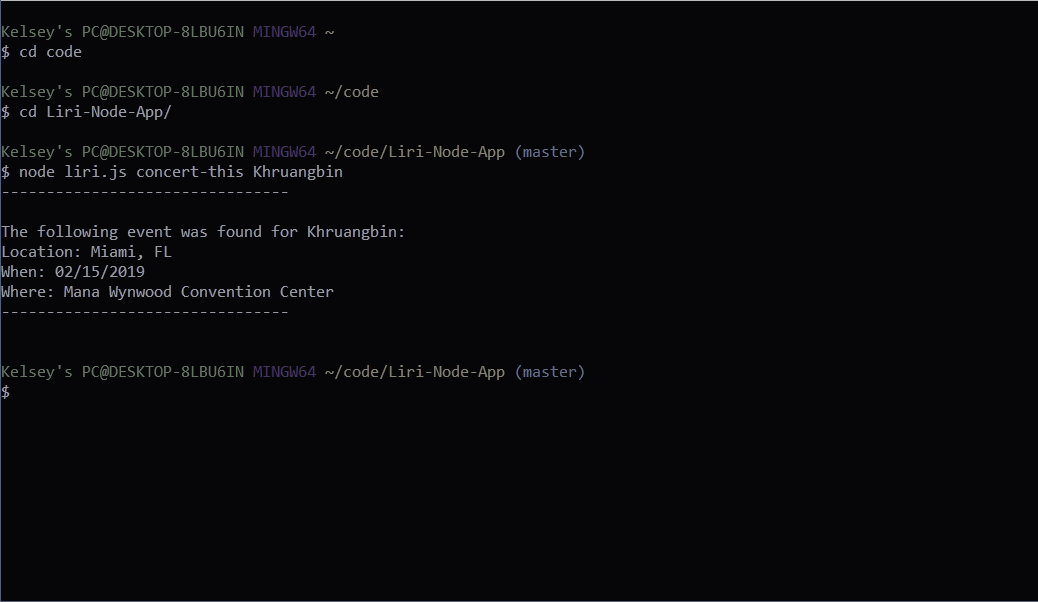 Kelsey's PC@DESKTOP-8LBU6IN MINGW64 ~
$ cd code
Kelsey's PC@DESKTOP-8LBU6IN MINGW64 ~/code
$ cd Liri-Node-App/
Kelsey's PC@DESKTOP-8LBU6IN MINGW64 ~/code/Liri-Node-App (master)
$ node liri.js concert-this Khruangbin
--------------------------------
The following event was found for Khruangbin:
Location: Miami, FL
When: 02/15/2019
Where: Mana Wynwood Convention Center
--------------------------------
Kelsey's PC@DESKTOP-8LBU6IN MINGW64 ~/code/Liri-Node-App (master)
$